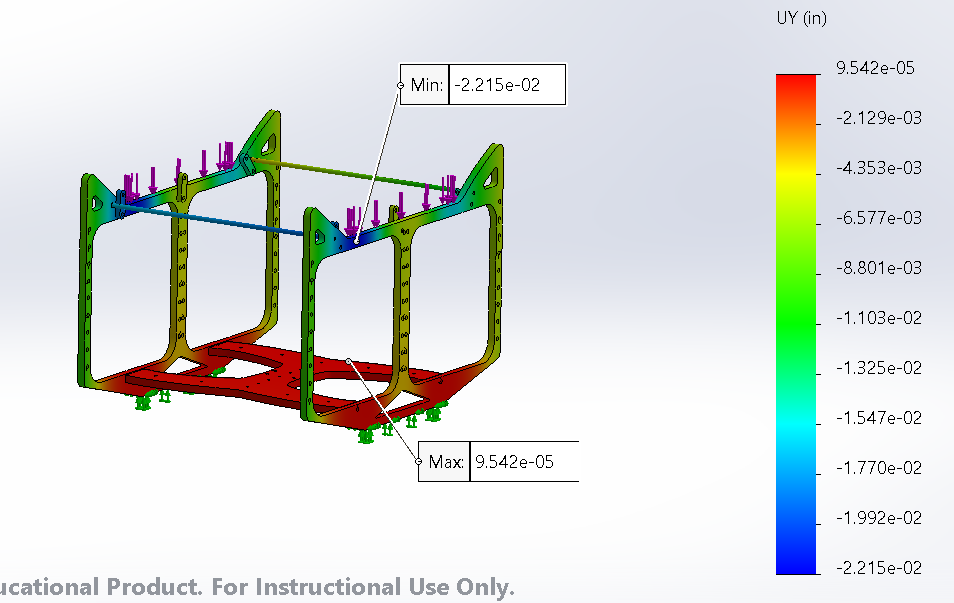 UY (in)
9.542e-05
Min: -2.215e-02
-2.129e-03
-4.353e-03
-6.577e-03
-8.801e-03
-1.103e-02
-1.325e-02
-1.547e-02
Max: 9.542e-05
-1.770e-02
-1.992e-02
-2.215e-02
ucational Product. For Instructional Use Only.